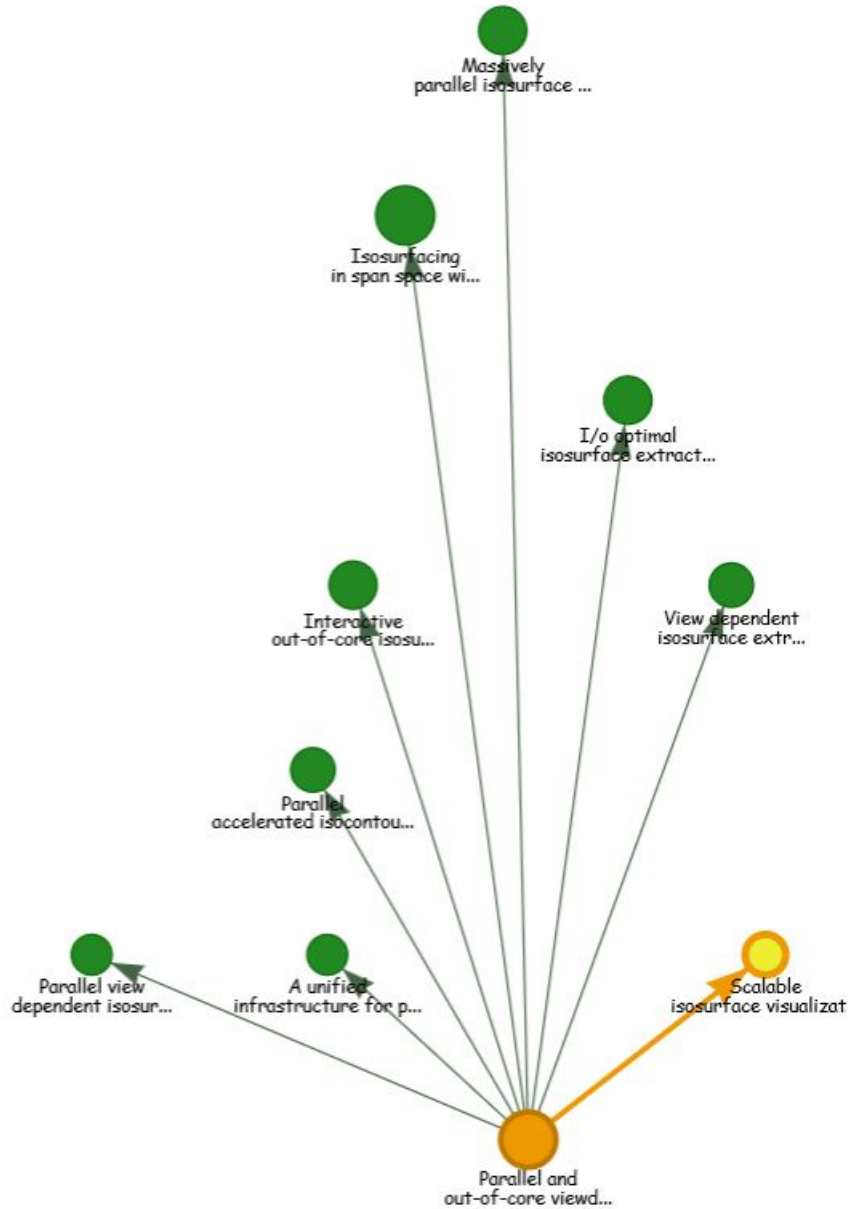 Massively
parallel isosurface ...
Isosurfacing
in span space wi...
I/o optimal
isosurface extract...
Interactive
out-of-core isosu...
View dependent
isosurface extr...
Parallel
accelerated isocontou...
Parallel view
dependent isosur...
A unified
infrastructure for p...
Scalable
isosurface visualizat
Parallel and
out-of-core viewd...